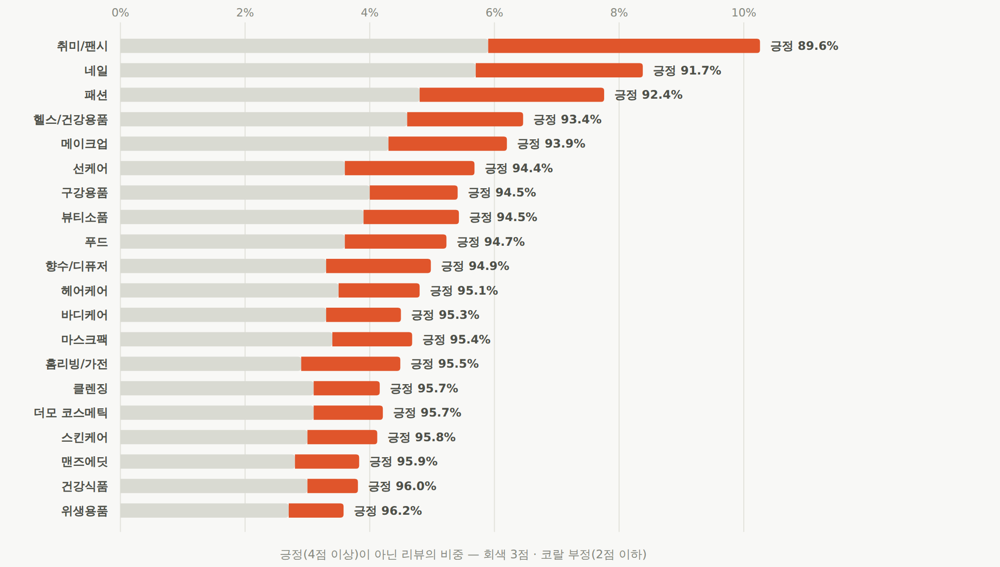 0% 2% 4% 6% 8% 10%
취미/팬시 긍정 89.6%
네일 긍정 91.7%
패션 긍정 92.4%
헬스/건강용품 긍정 93.4%
메이크업 긍정 93.9%
선케어 긍정 94.4%
구강용품 긍정 94.5%
뷰티소품 긍정 94.5%
푸드 긍정 94.7%
향수/디퓨저 긍정 94.9%
헤어케어 긍정 95.1%
바디케어 긍정 95.3%
마스크팩 긍정 95.4%
홈리빙/가전 긍정 95.5%
클렌징 긍정 95.7%
더모 코스메틱 긍정 95.7%
스킨케어 긍정 95.8%
맨즈에딧 긍정 95.9%
건강식품 긍정 96.0%
위생용품 긍정 96.2%
긍정(4점 이상)이 아닌 리뷰의 비중 — 회색 3점 · 코랄 부정(2점 이하)